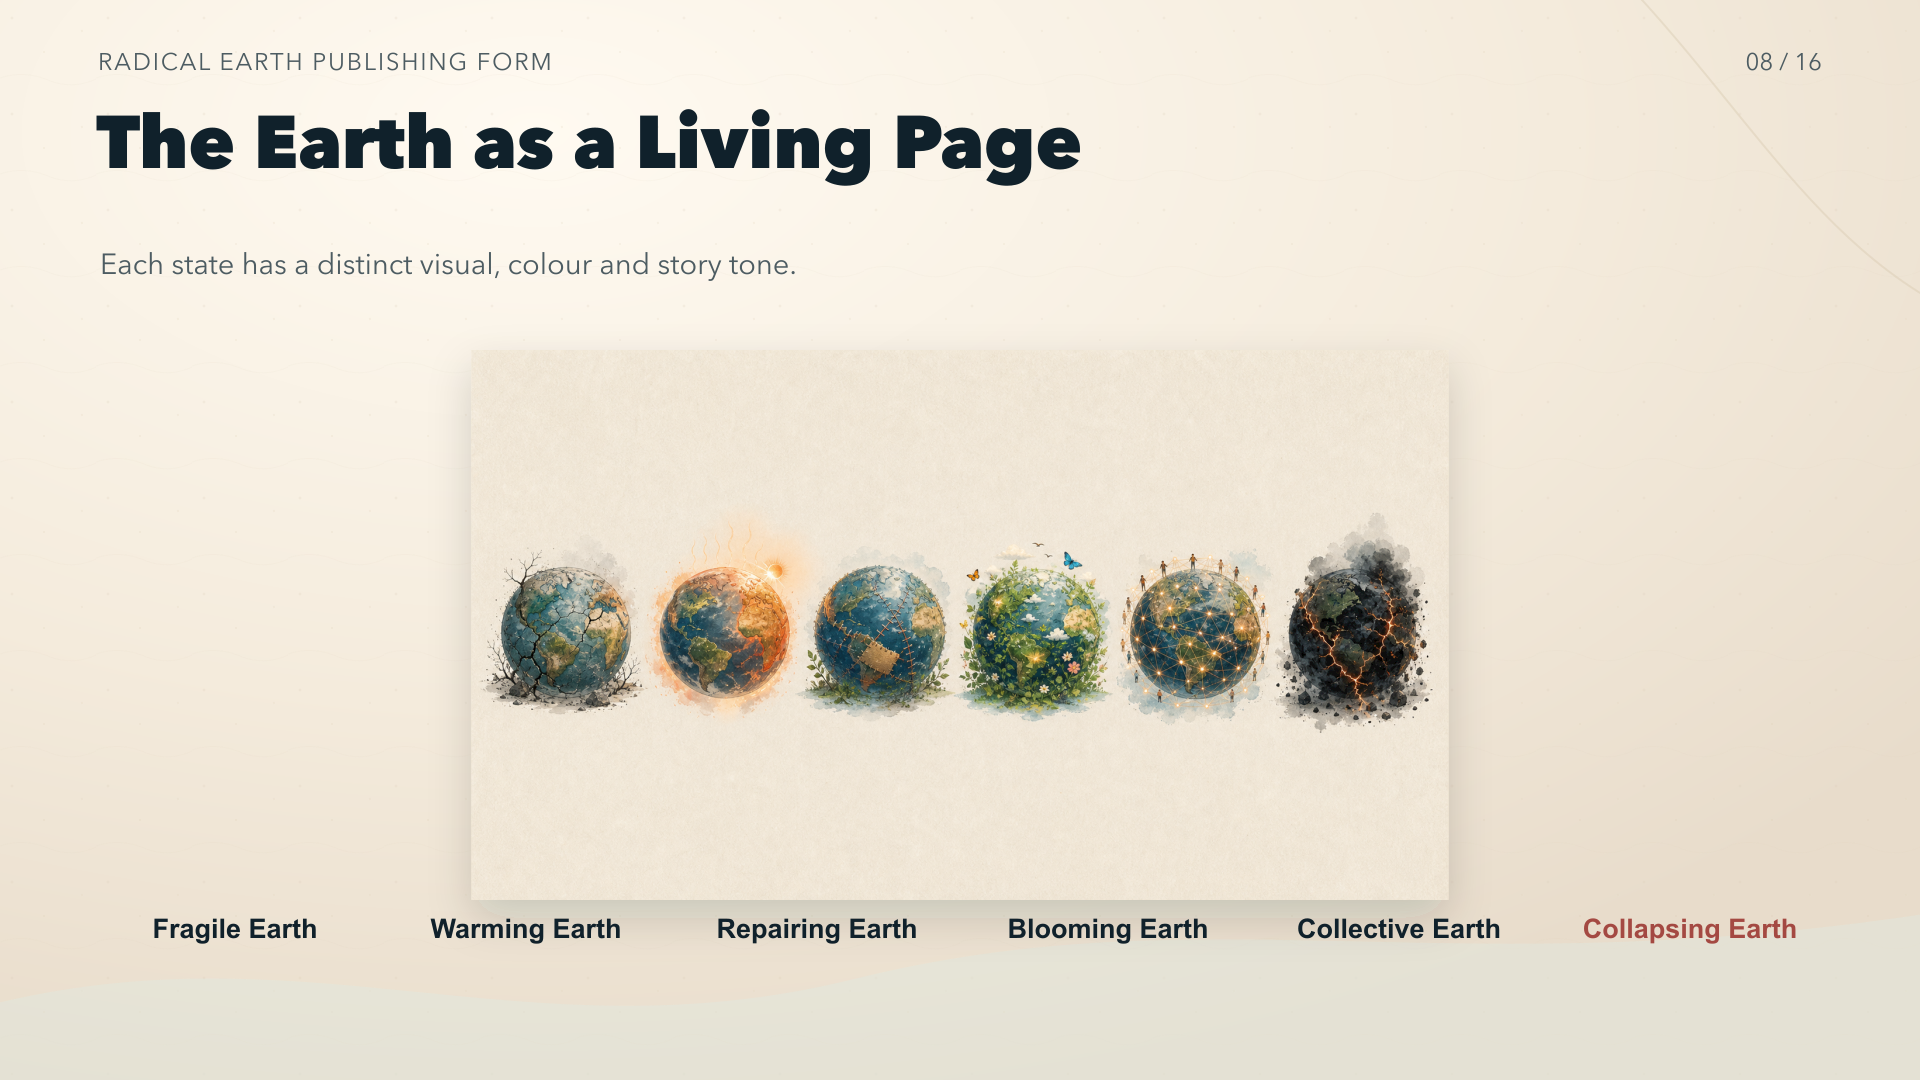 RADICAL EARTH PUBLISHING FORM
08 / 16
The Earth as a Living Page
Each state has a distinct visual, colour and story tone.
Fragile Earth
Warming Earth
Repairing Earth
Blooming Earth
Collective Earth
Collapsing Earth